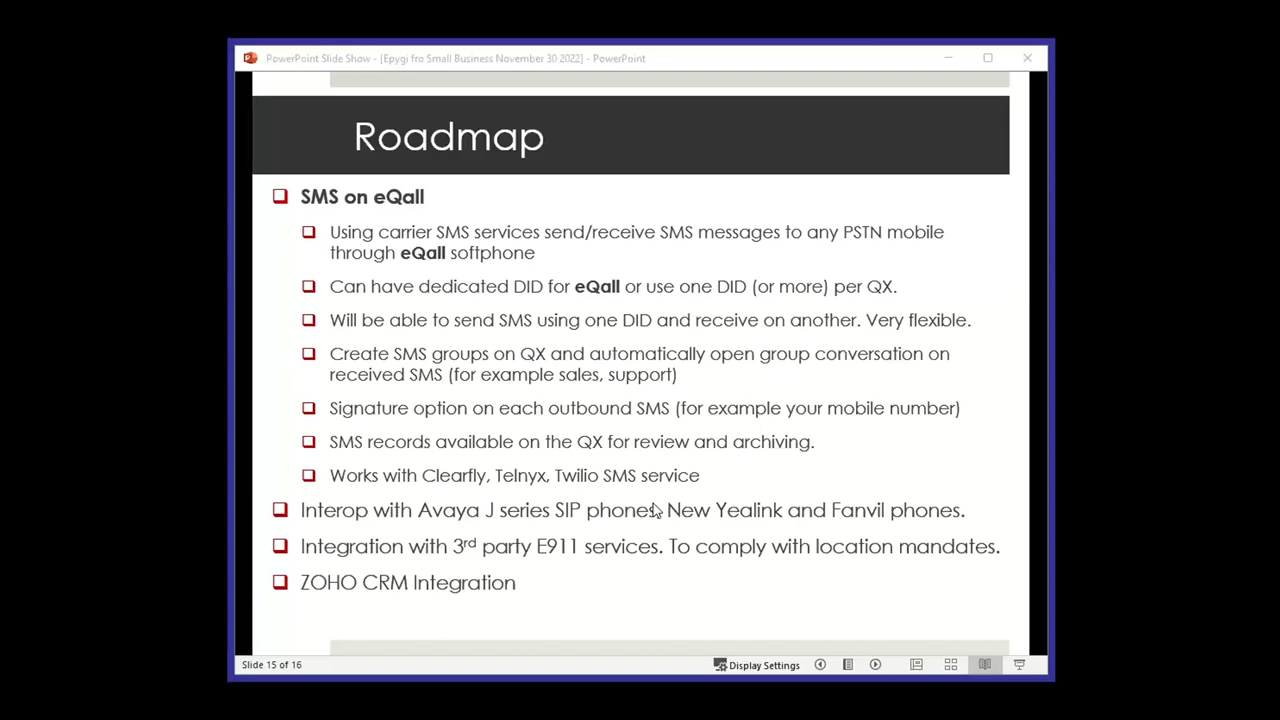 PowerPoint Slide Show - [Epygi fro Small Business November 30 2022] - PowerPoint
Roadmap
SMS on eQall
Using carrier SMS services send/receive SMS messages to any PSTN mobile
through eQall softphone
Can have dedicated DID for eQall or use one DID (or more) per QX.
Will be able to send SMS using one DID and receive on another. Very flexible.
Create SMS groups on QX and automatically open group conversation on
received SMS (for example sales, support)
Signature option on each outbound SMS (for example your mobile number)
SMS records available on the QX for review and archiving.
Works with Clearfly, Telnyx, Twilio SMS service
Interop with Avaya J series SIP phones. New Yealink and Fanvil phones.
Integration with 3rd party E911 services. To comply with location mandates.
ZOHO CRM Integration
Slide 15 of 16
Display Settings